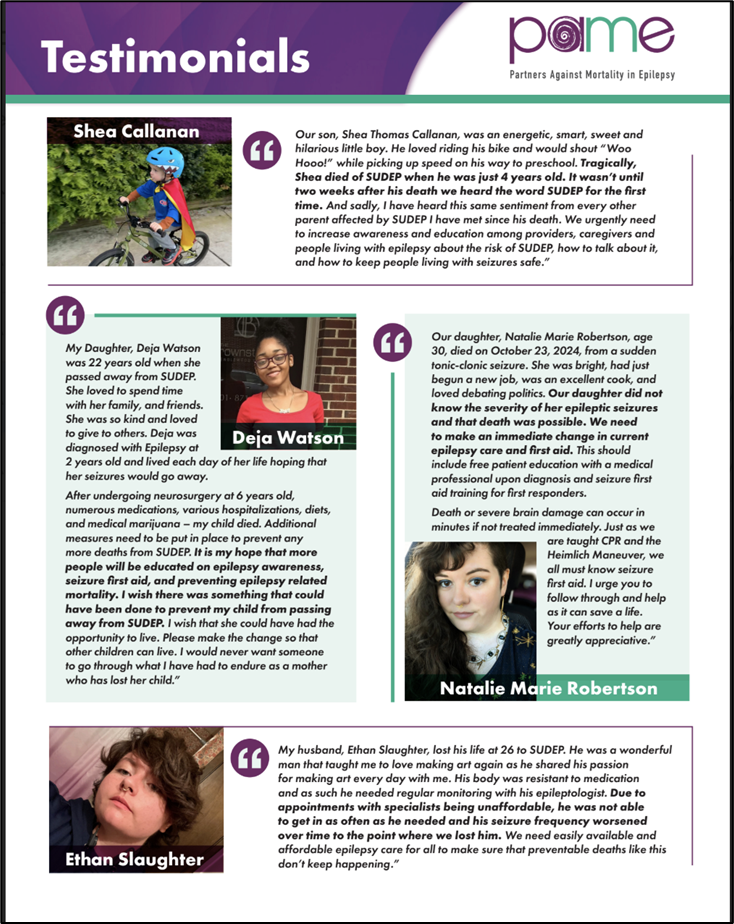 Testimonials
pame
Partners Against Mortality in Epilepsy
Shea Callanan
Our son, Shea Thomas Callanan, was an energetic, smart, sweet and
hilarious little boy. He loved riding his bike and would shout “Woo
Hooo!” while picking up speed on his way to preschool. Tragically,
Shea died of SUDEP when he was just 4 years old. It wasn’t until
two weeks after his death we heard the word SUDEP for the first
time. And sadly, I have heard this same sentiment from every other
parent affected by SUDEP I have met since his death. We urgently need
to increase awareness and education among providers, caregivers and
people living with epilepsy about the risk of SUDEP, how to talk about it,
and how to keep people living with seizures safe.”
My Daughter, Deja Watson
was 22 years old when she
passed away from SUDEP.
She loved to spend time
with her family, and friends.
She was so kind and loved
to give to others. Deja was
diagnosed with Epilepsy at
2 years old and lived each day of her life hoping that
her seizures would go away.
Deja Watson
After undergoing neurosurgery at 6 years old,
numerous medications, various hospitalizations, diets,
and medical marijuana – my child died. Additional
measures need to be put in place to prevent any
more deaths from SUDEP. It is my hope that more
people will be educated on epilepsy awareness,
seizure first aid, and preventing epilepsy related
mortality. I wish there was something that could
have been done to prevent my child from passing
away from SUDEP. I wish that she could have had the
opportunity to live. Please make the change so that
other children can live. I would never want someone
to go through what I have had to endure as a mother
who has lost her child.”
Our daughter, Natalie Marie Robertson, age
30, died on October 23, 2024, from a sudden
tonic-clonic seizure. She was bright, had just
begun a new job, was an excellent cook, and
loved debating politics. Our daughter did not
know the severity of her epileptic seizures
and that death was possible. We need
to make an immediate change in current
epilepsy care and first aid. This should
include free patient education with a medical
professional upon diagnosis and seizure first
aid training for first responders.
Death or severe brain damage can occur in
minutes if not treated immediately. Just as we
are taught CPR and the
Heimlich Maneuver, we
all must know seizure
first aid. I urge you to
follow through and help
as it can save a life.
Your efforts to help are
greatly appreciative.”
Natalie Marie Robertson
Ethan Slaughter
My husband, Ethan Slaughter, lost his life at 26 to SUDEP. He was a wonderful
man that taught me to love making art again as he shared his passion
for making art every day with me. His body was resistant to medication
and as such he needed regular monitoring with his epileptologist. Due to
appointments with specialists being unaffordable, he was not able
to get in as often as he needed and his seizure frequency worsened
over time to the point where we lost him. We need easily available and
affordable epilepsy care for all to make sure that preventable deaths like this
don’t keep happening.”